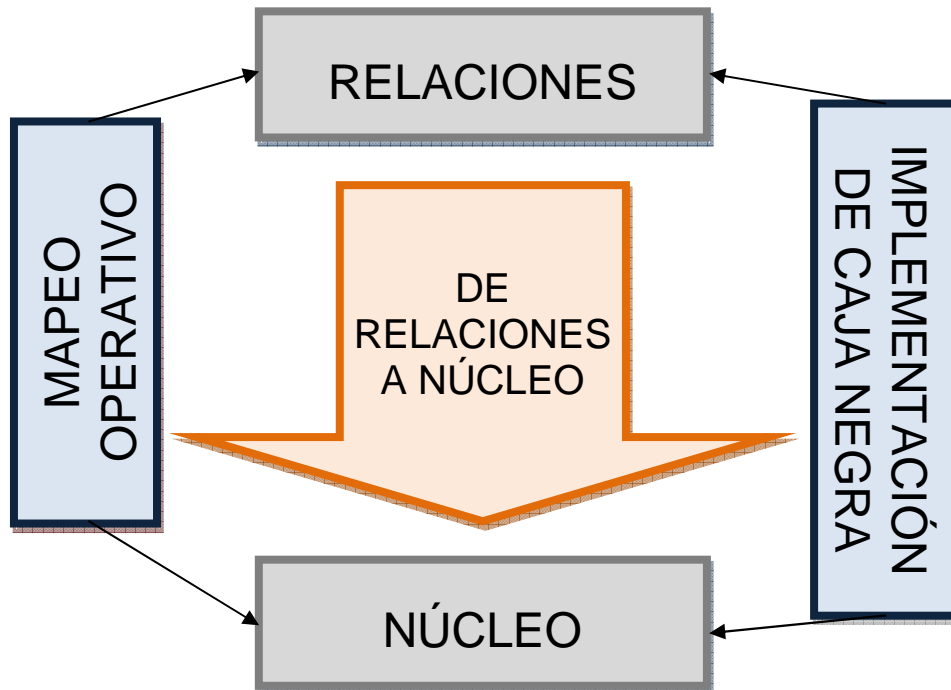 RELACIONES
MAPEO
OPERATIVO
DE
RELACIONES
A NÚCLEO
IMPLEMENTACIÓN
DE CAJA NEGRA
NÚCLEO